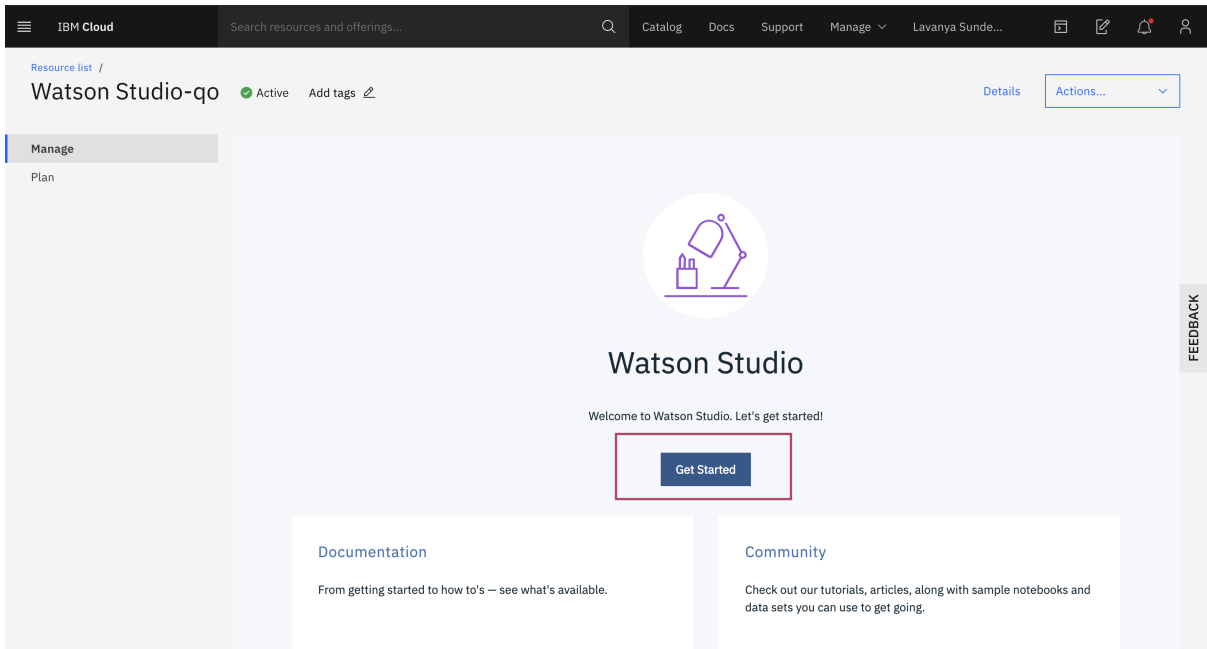 IBM Cloud
Search resources and offerings...
Catalog
Docs
Support
Manage
Lavanya Sunde...
Resource list /
Watson Studio-qo
Active
Add tags
Details
Actions...
Manage
Plan
FEEDBACK
Watson Studio
Welcome to Watson Studio. Let's get started!
Get Started
Documentation
From getting started to how to's — see what's available.
Community
Check out our tutorials, articles, along with sample notebooks and
data sets you can use to get going.